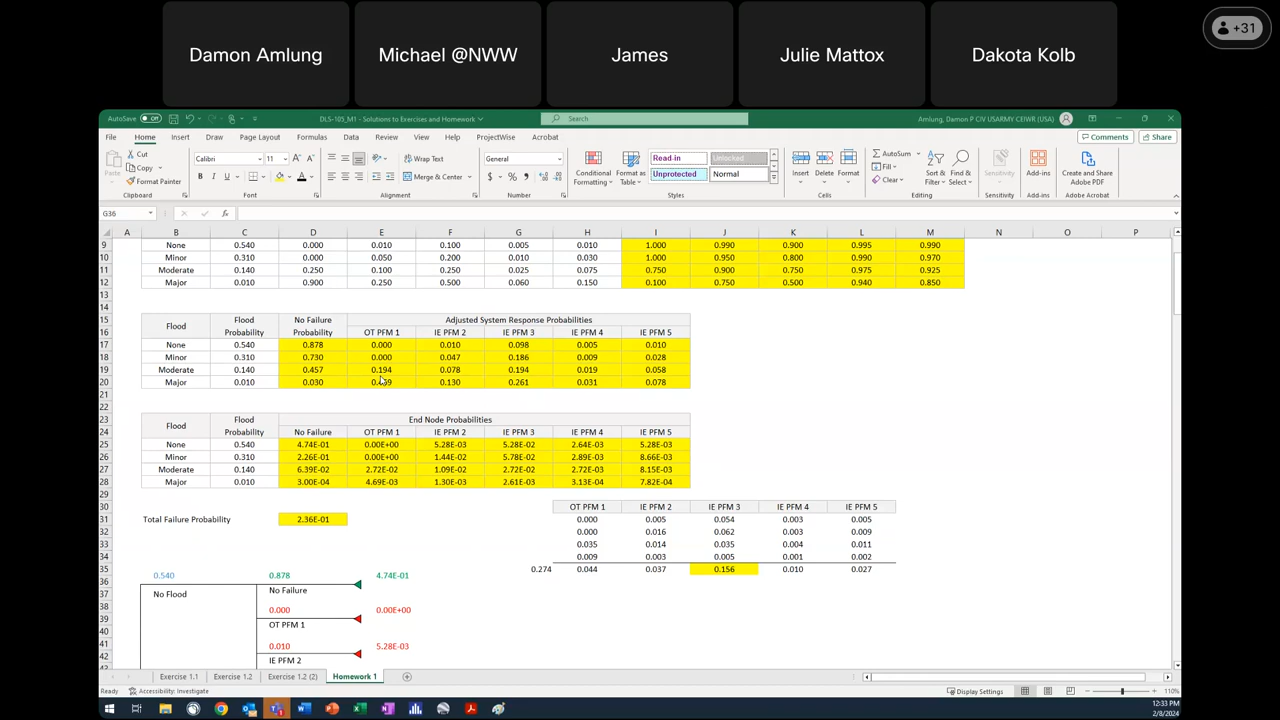 Damon Amlung
Michael @NWW
James
Julie Mattox
Dakota Kolb
+31
AutoSave Off
DLS-105_M1 - Solutions to Exercises and Homework
Search
Amlung, Damon P CIV USARMY CEIWR (USA)
File Home Insert Draw Page Layout Formulas Data Review View Help ProjectWise Acrobat
Comments Share
Paste
Cut
Copy
Format Painter
Clipboard
Calibri 11
Font
Wrap Text
Merge & Center
Alignment
General
Number
Conditional Formatting
Format as Table
Read-in Unlocked
Unprotected Normal
Styles
Insert Delete Format
Cells
AutoSum
Fill
Clear
Sort & Filter
Find & Select
Editing
Sensitivity
Sensitivity
Add-ins
Add-ins
Create and Share Adobe PDF
Adobe Acrobat
G36
A B C D E F G H I J K L M N O P
9 None 0.540 0.000 0.010 0.100 0.005 0.010 1.000 0.990 0.900 0.995 0.990
10 Minor 0.310 0.000 0.050 0.200 0.010 0.030 1.000 0.950 0.800 0.990 0.970
11 Moderate 0.140 0.250 0.100 0.250 0.025 0.075 0.750 0.900 0.750 0.975 0.925
12 Major 0.010 0.900 0.250 0.500 0.060 0.150 0.100 0.750 0.500 0.940 0.850
13
14
15 Flood Flood Probability No Failure Probability Adjusted System Response Probabilities
16 OT PFM 1 IE PFM 2 IE PFM 3 IE PFM 4 IE PFM 5
17 None 0.540 0.878 0.000 0.010 0.098 0.005 0.010
18 Minor 0.310 0.730 0.000 0.047 0.186 0.009 0.028
19 Moderate 0.140 0.457 0.194 0.078 0.194 0.019 0.058
20 Major 0.010 0.030 0.130 0.261 0.031 0.078
21
22
23 Flood Flood Probability End Node Probabilities
24 No Failure OT PFM 1 IE PFM 2 IE PFM 3 IE PFM 4 IE PFM 5
25 None 0.540 4.74E-01 0.00E+00 5.28E-03 5.28E-02 2.64E-03 5.28E-03
26 Minor 0.310 2.26E-01 0.00E+00 1.44E-02 5.78E-02 2.89E-03 8.66E-03
27 Moderate 0.140 6.39E-02 2.72E-02 1.09E-02 2.72E-02 2.72E-03 8.15E-03
28 Major 0.010 3.00E-04 4.69E-03 1.30E-03 2.61E-03 3.13E-04 7.82E-04
29
30 OT PFM 1 IE PFM 2 IE PFM 3 IE PFM 4 IE PFM 5
31 Total Failure Probability 2.36E-01 0.000 0.005 0.054 0.003 0.005
32 0.000 0.016 0.062 0.003 0.009
33 0.035 0.014 0.035 0.004 0.011
34 0.009 0.003 0.005 0.001 0.002
35 0.274 0.044 0.037 0.156 0.010 0.027
36 0.540 0.878 4.74E-01
37 No Flood No Failure
38
39 0.000 0.00E+00
40 OT PFM 1
41
42 0.010 5.28E-03
IE PFM 2
Exercise 1.1 Exercise 1.2 Exercise 1.2 (2) Homework 1
Ready Accessibility: Investigate
Display Settings
110%
12:33 PM
2/8/2024